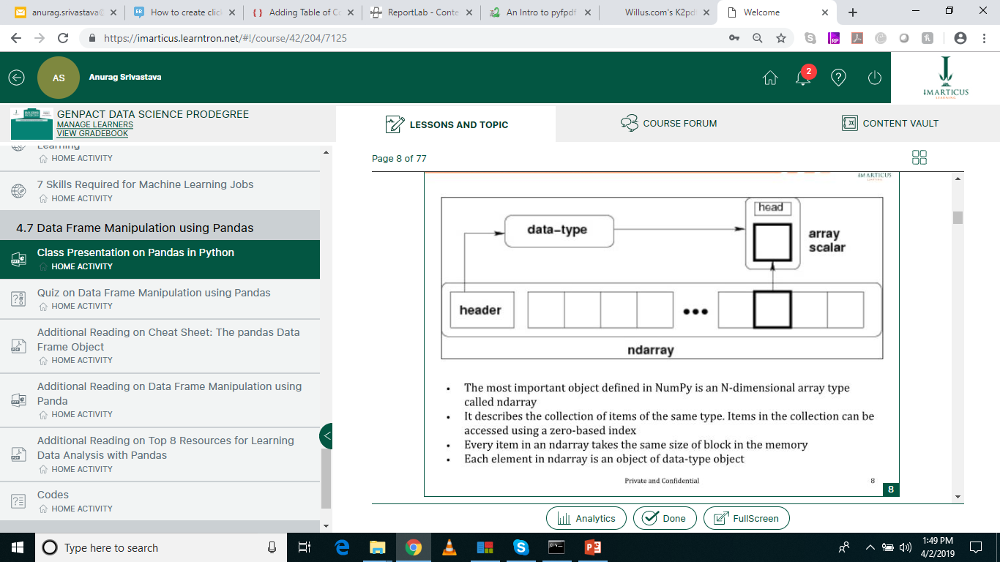 anurag.srivastava@
How to create clic
Adding Table of Co
ReportLab - Conte
An Intro to pyfpdf
Willus.com's K2pd
Welcome
https://imarticus.learntron.net/#!/course/42/204/7125
AS
Anurag Srivastava
2
IMARTICUS
LEARNING
GENPACT DATA SCIENCE PRODEGREE
MANAGE LEARNERS
VIEW GRADEBOOK
LESSONS AND TOPIC
COURSE FORUM
CONTENT VAULT
Learning
HOME ACTIVITY
7 Skills Required for Machine Learning Jobs
HOME ACTIVITY
4.7 Data Frame Manipulation using Pandas
Class Presentation on Pandas in Python
HOME ACTIVITY
Quiz on Data Frame Manipulation using Pandas
HOME ACTIVITY
Additional Reading on Cheat Sheet: The pandas Data
Frame Object
HOME ACTIVITY
Additional Reading on Data Frame Manipulation using
Panda
HOME ACTIVITY
Additional Reading on Top 8 Resources for Learning
Data Analysis with Pandas
HOME ACTIVITY
Codes
HOME ACTIVITY
Page 8 of 77
IMARTICUS
head
data-type
array
scalar
header
ndarray
• The most important object defined in NumPy is an N-dimensional array type
called ndarray
• It describes the collection of items of the same type. Items in the collection can be
accessed using a zero-based index
• Every item in an ndarray takes the same size of block in the memory
• Each element in ndarray is an object of data-type object
Private and Confidential
8
8
Analytics
Done
FullScreen
Type here to search
1:49 PM
4/2/2019